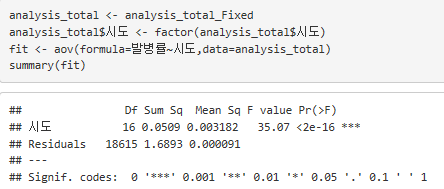 analysis_total <- analysis_total_Fixed
analysis_total$시도 <- factor(analysis_total$시도)
fit <- aov(formula=발병률~시도,data=analysis_total)
summary(fit)
## Df Sum Sq Mean Sq F value Pr(>F)
## 시도 16 0.0509 0.003182 35.07 <2e-16 ***
## Residuals 18615 1.6893 0.000091
## ---
## Signif. codes: 0 '***' 0.001 '**' 0.01 '*' 0.05 '.' 0.1 ' ' 1